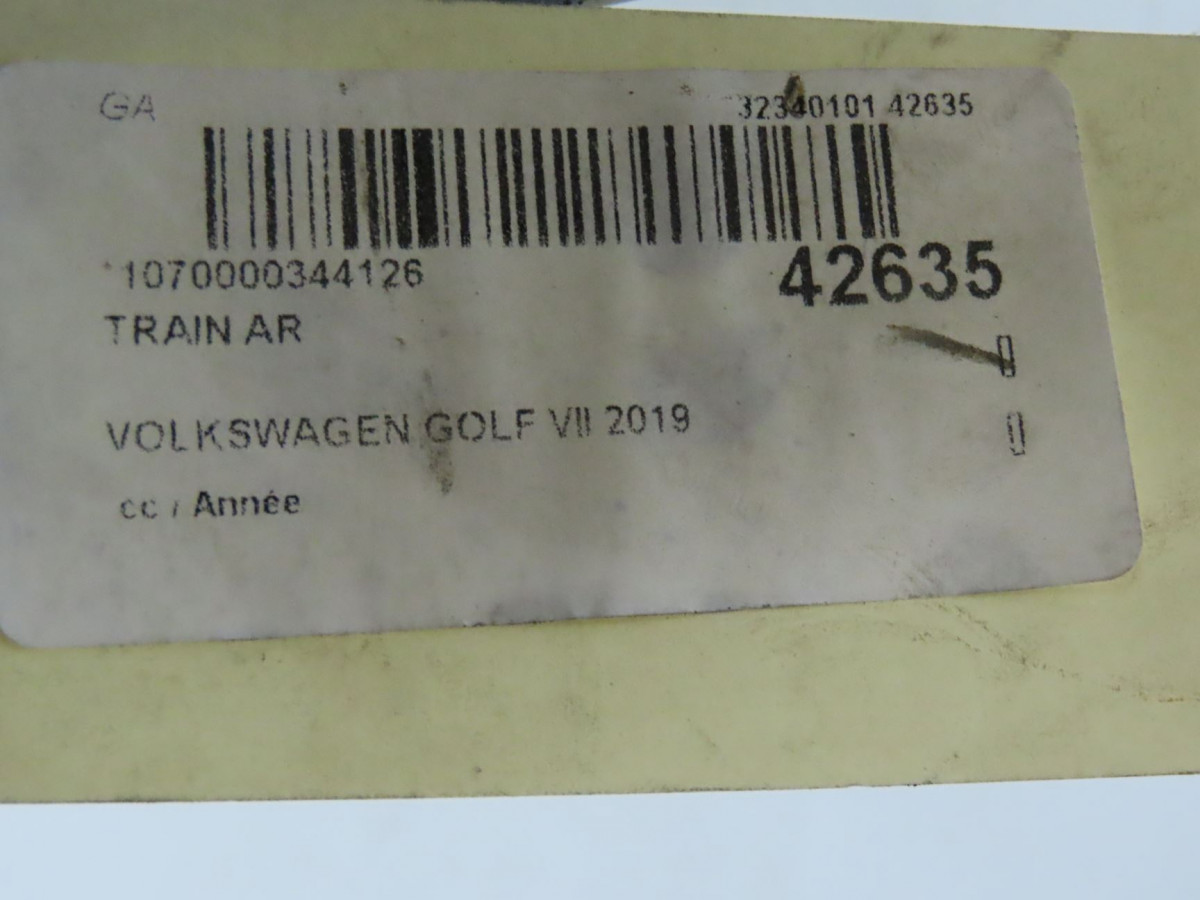 GA
32340101 42635
*1070000344126
42635
TRAIN AR
VOLKSWAGEN GOLF VII 2019
cc / Année